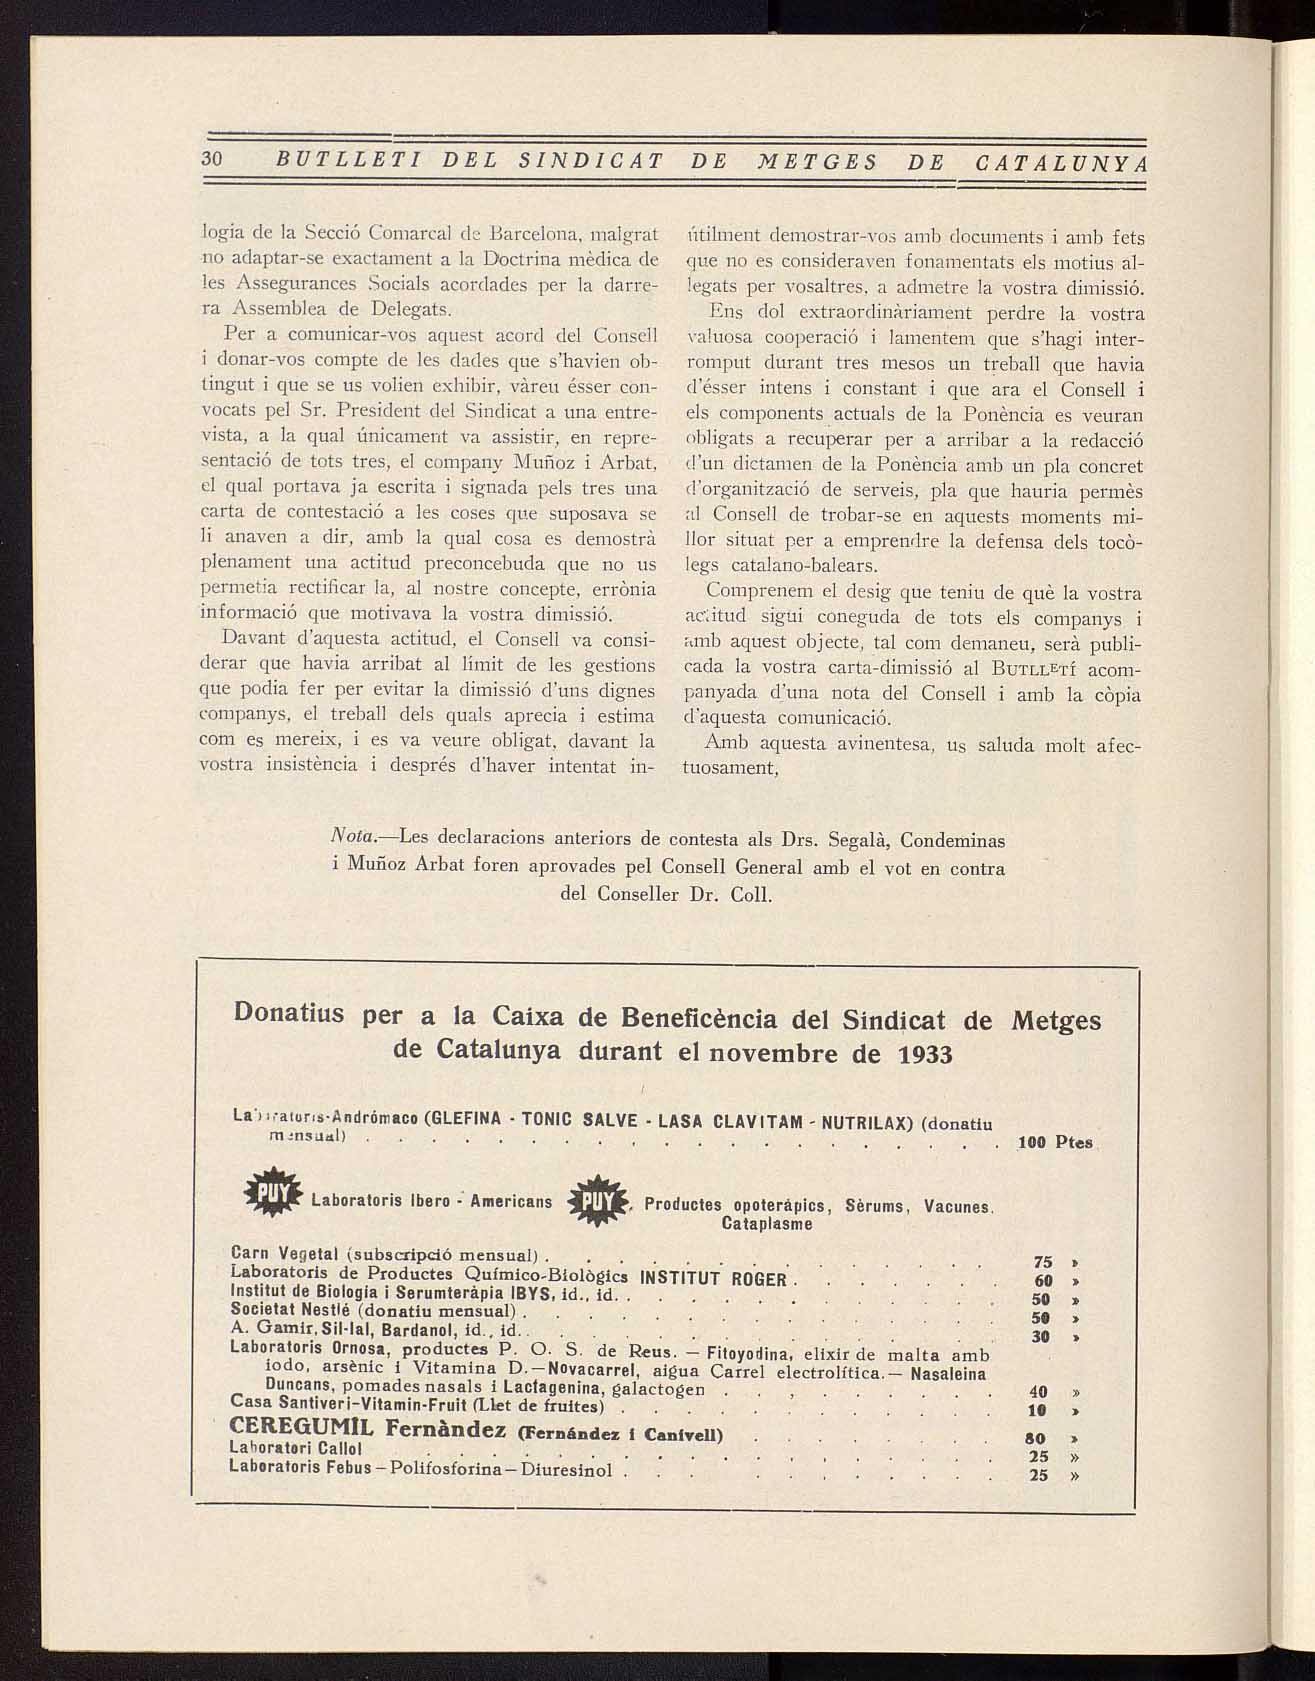 30 BUTLLETI DEL SINDICAT DE METGES DE CATALUNYA
logía de la Secció Comarcal de Barcelona, malgrat
no adaptar-se exactament a la Doctrina mèdica de
les Assegurances Socials acordades per la darre-
ra Assemblea de Delegats.
Per a comunicar-vos aquest acord del Consell
i donar-vos compte de les dades que s'havien ob-
tingut i que se us volien exhibir, vàreu ésser con-
vocats pel Sr. President del Sindicat a una entre-
vista, a la qual únicament va assistir, en repre-
sentació de tots tres, el company Muñoz i Arbat,
el qual portava ja escrita i signada pels tres una
carta de contestació a les coses que suposava se
li anaven a dir, amb la qual cosa es demostrà
plenament una actitud preconcebuda que no us
permetia rectificar la, al nostre concepte, errònia
informació que motivava la vostra dimissió.
Davant d'aquesta actitud, el Consell va consi-
derar que havia arribat al límit de les gestions
que podia fer per evitar la dimissió d'uns dignes
companys, el treball dels quals aprecia i estima
com es mereix, i es va veure obligat, davant la
vostra insistència i després d'haver intentat in-
útilment demostrar-vos amb documents i amb fets
que no es consideraven fonamentats els motius al-
legats per vosaltres, a admetre la vostra dimissió.
Ens dol extraordinàriament perdre la vostra
valuosa cooperació i lamentem que s'hagi inter-
romput durant tres mesos un treball que havia
d'ésser intens i constant i que ara el Consell i
els components actuals de la Ponència es veuran
obligats a recuperar per a arribar a la redacció
d'un dictamen de la Ponència amb un pla concret
d'organització de serveis, pla que hauria permès
al Consell de trobar-se en aquests moments mi-
llor situat per a emprendre la defensa dels tocò-
legs catalano-balears.
Comprenem el desig que teniu de què la vostra
actitud sigui coneguda de tots els companys i
amb aquest objecte, tal com demaneu, serà publi-
cada la vostra carta-dimissió al BUTLLETÍ acom-
panyada d'una nota del Consell i amb la còpia
d'aquesta comunicació.
Amb aquesta avinentesa, us saluda molt afec-
tuosament,
Nota.—Les declaracions anteriors de contesta als Drs. Segalà, Condeminas
i Muñoz Arbat foren aprovades pel Consell General amb el vot en contra
del Conseller Dr. Coll.
Donatius per a la Caixa de Beneficència del Sindicat de Metges
de Catalunya durant el novembre de 1933
Laboratoris-Andrómaco (GLEFINA - TONIC SALVE - LASA CLAVITAM - NUTRILAX) (donatiu
mensual) . . . . . . . . . . . . . . . . . . . . 100 Ptes.
PUY Laboratoris Ibero - Americans PUY, Productes opoteràpics, Sèrums, Vacunes.
Cataplasme
Carn Vegetal (subscripció mensual) . . . . . . . . . . . . . . 75 »
Laboratoris de Productes Químico-Biològics INSTITUT ROGER . . . . . . . 60 »
Institut de Biologia i Serumteràpia IBYS, id., id. . . . . . . . . . . . . 50 »
Societat Nestlé (donatiu mensual) . . . . . . . . . . . . . . . 50 »
A. Gamir, Sil-lal, Bardanol, id., id. . . . . . . . . . . . . . . . 30 »
Laboratoris Ornosa, productes P. O. S. de Reus. — Fitoyodina, elixir de malta amb
iodo, arsènic i Vitamina D.—Novacarrel, aigua Carrel electrolítica.— Nasaleina
Duncans, pomades nasals i Lactagenina, galactogen . . . . . . . . . 40 »
Casa Santiveri-Vitamin-Fruit (Llet de fruites) . . . . . . . . . . . . 10 »
CEREGUMIL Fernàndez (Fernández i Canivell) . . . . . . . . 80 »
Laboratori Callol . . . . . . . . . . . . . . . . . . 25 »
Laboratoris Febus—Polifosforina—Diuresinol . . . . . . . . . . . 25 »